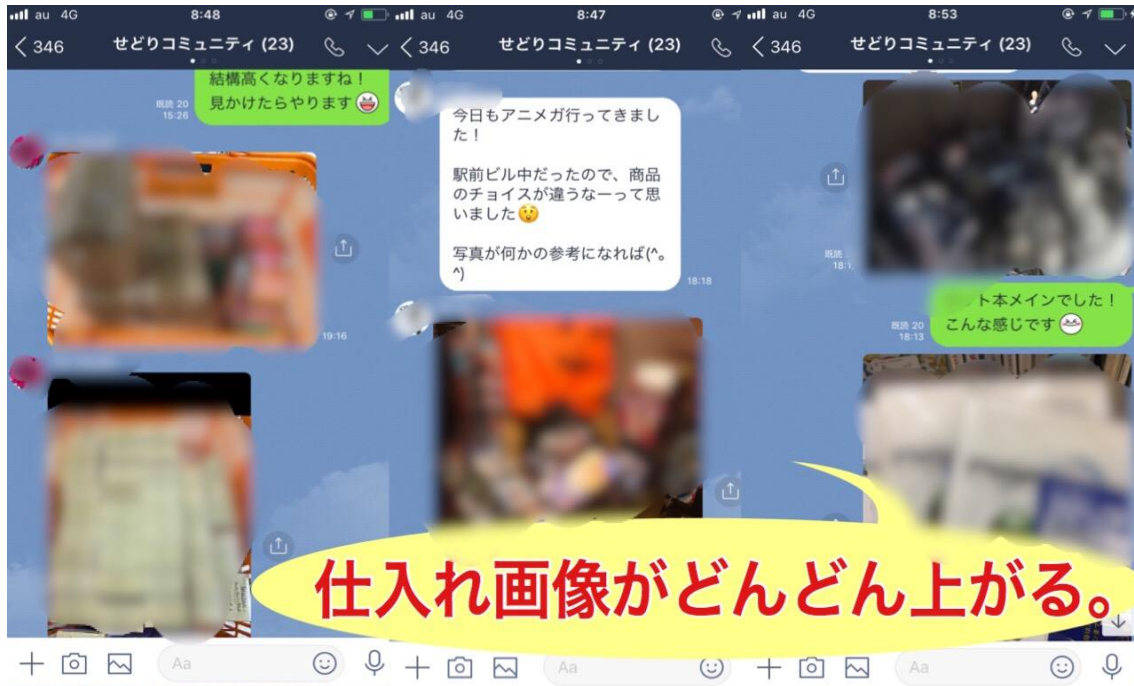 au 4G 8:48
346 せどりコミュニティ (23)
結構高くなりますね！
見かけたらやります
既読 20
15:26
19:16
Aa
au 4G 8:47
346 せどりコミュニティ (23)
今日もアニメガ行ってきまし
た！
駅前ビル中だったので、商品
のチョイスが違うなーって思
いました
写真が何かの参考になれば(^。
^)
18:18
Aa
au 4G 8:53
346 せどりコミュニティ (23)
既読
ト本メインでした！
こんな感じです
既読 20
18:13
Aa
仕入れ画像がどんどん上がる。